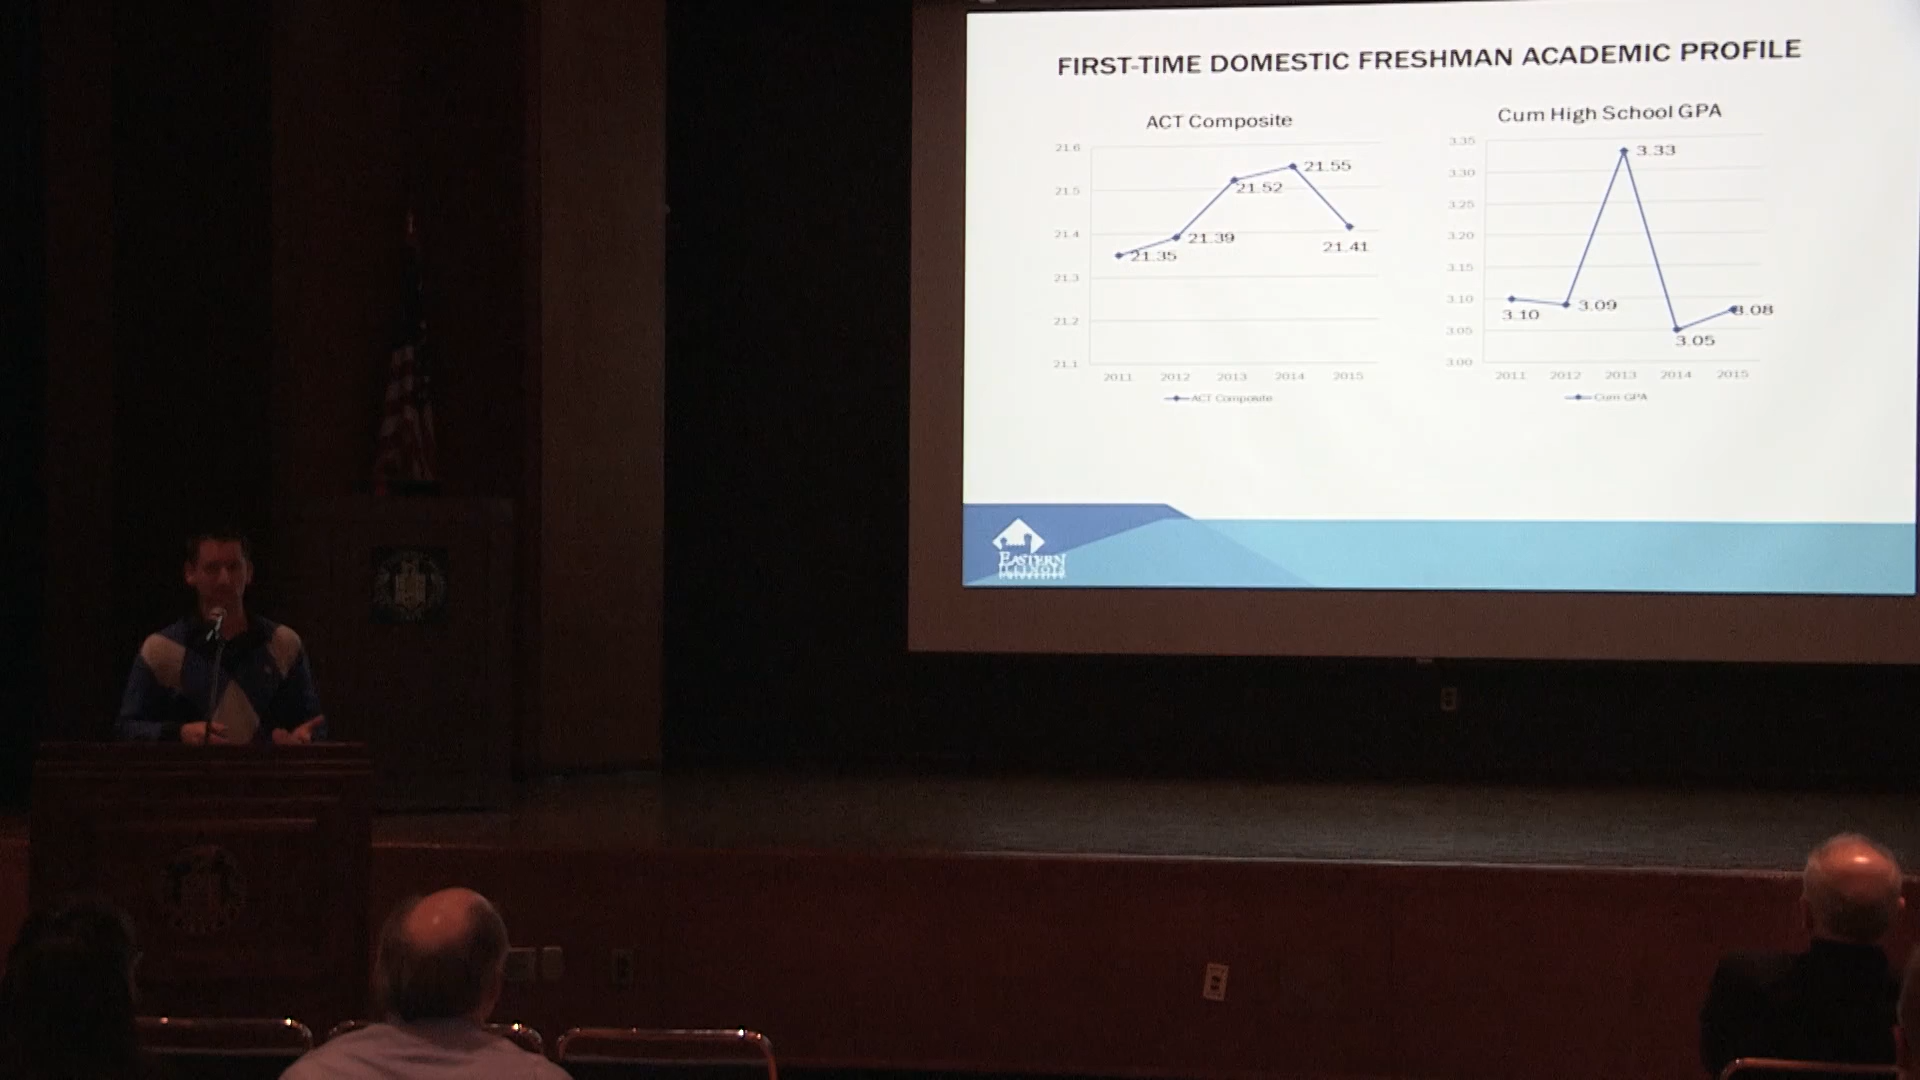 FIRST-TIME DOMESTIC FRESHMAN ACADEMIC PROFILE
ACT Composite
21.6
21.5
21.4
21.3
21.2
21.1
21.35
21.39
21.52
21.55
21.41
2011 2012 2013 2014 2015
ACT Composite
Cum High School GPA
3.35
3.30
3.25
3.20
3.15
3.10
3.05
3.00
3.10
3.09
3.33
3.05
3.08
2011 2012 2013 2014 2015
Cum GPA
EASTERN
ILLINOIS